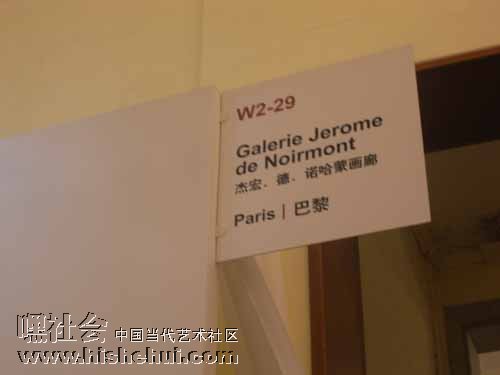 W2-29
Galerie Jerome
de Noirmont
杰宏、德、诺哈蒙画廊
Paris | 巴黎
嘿社会 中国当代艺术社区
www.hishehui.com